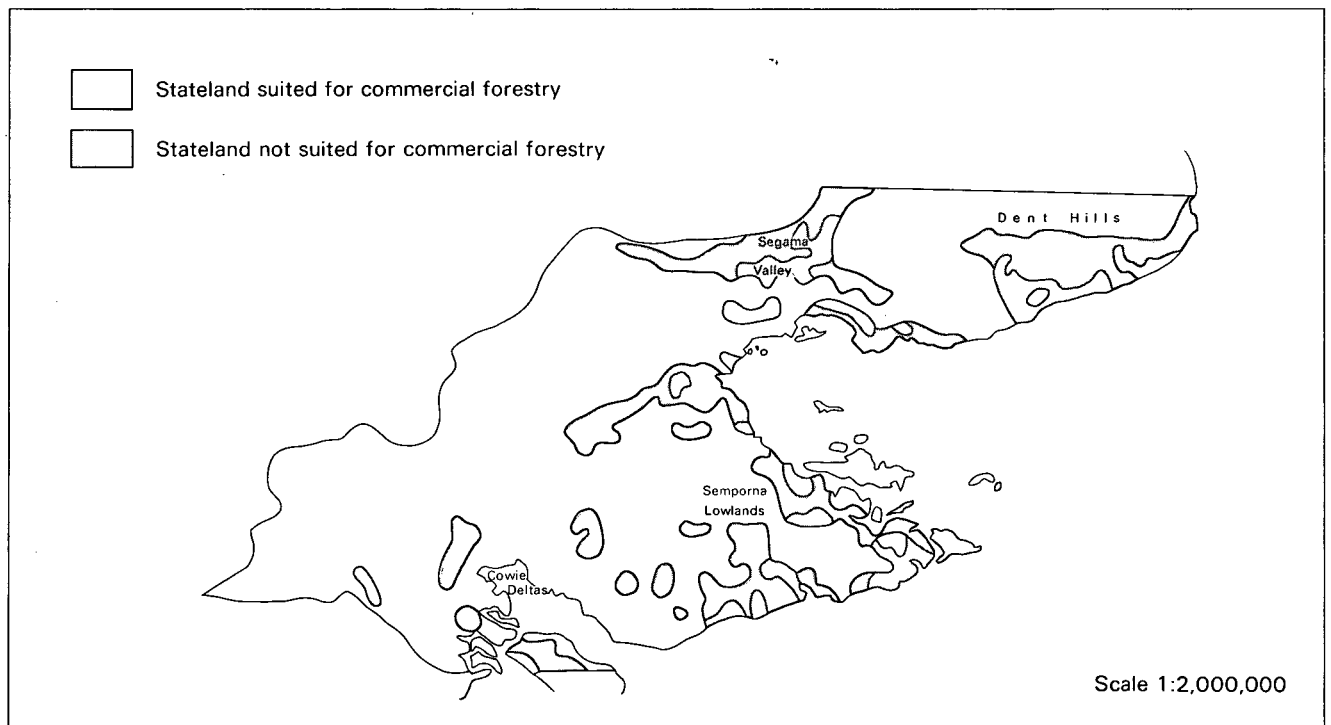 Stateland suited for commercial forestry
Stateland not suited for commercial forestry
Dent Hills
Segama
Valley
Semporna
Lowlands
Cowie
Deltas
Scale 1:2,000,000